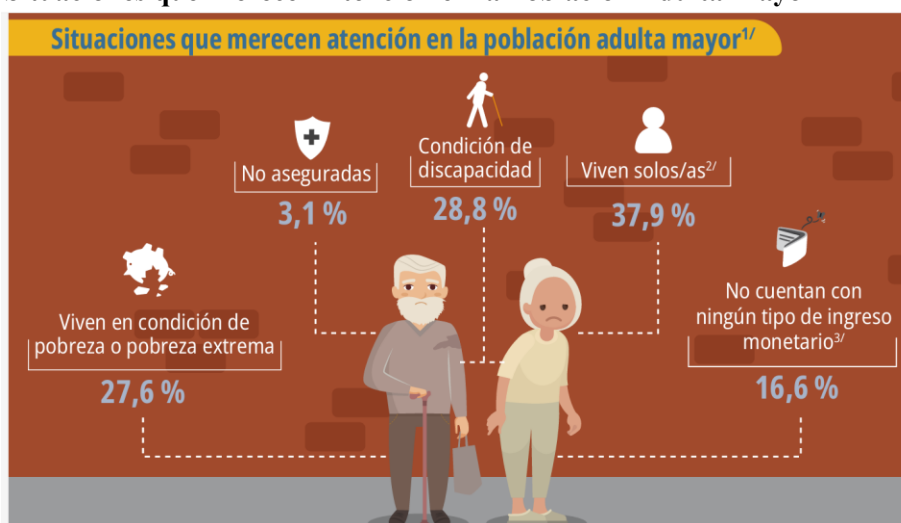 Situaciones que merecen atención en la población adulta mayor1/
No aseguradas
3,1 %
Condición de
discapacidad
28,8 %
Viven solos/as2/
37,9 %
Viven en condición de
pobreza o pobreza extrema
27,6 %
No cuentan con
ningún tipo de ingreso
monetario3/
16,6 %